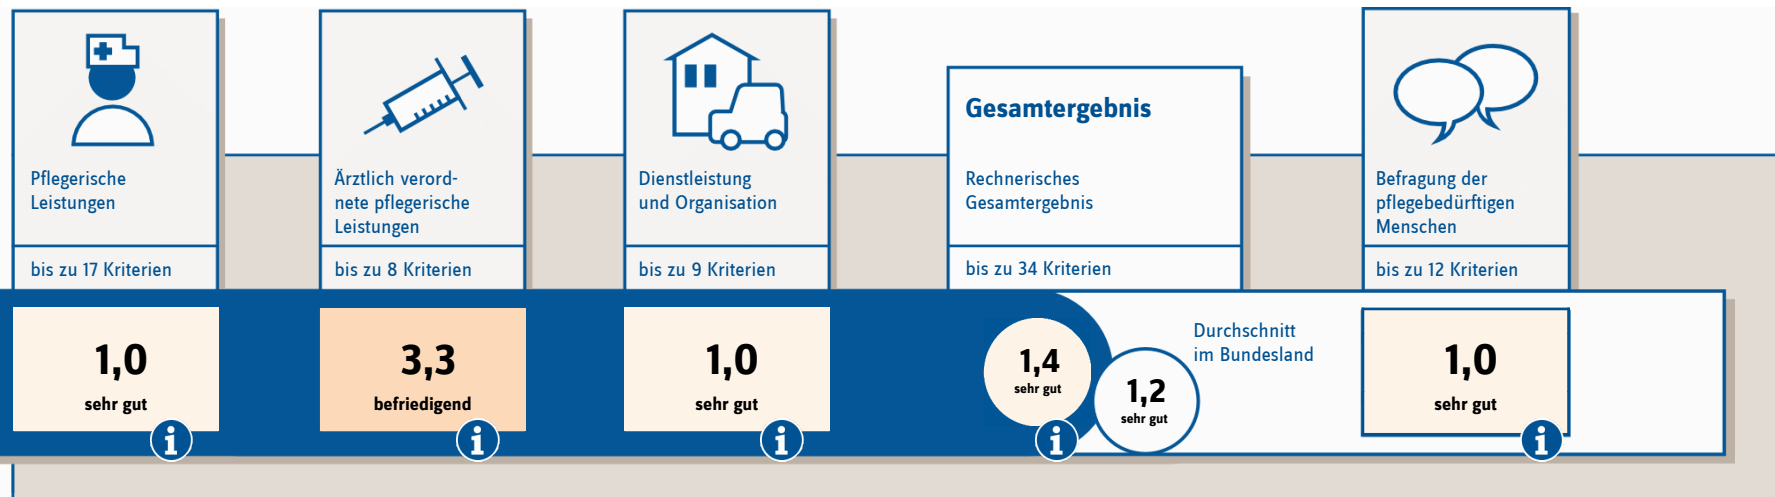 Pflegerische
Leistungen
bis zu 17 Kriterien
1,0
sehr gut
Ärztlich verord-
nete pflegerische
Leistungen
bis zu 8 Kriterien
3,3
befriedigend
Dienstleistung
und Organisation
bis zu 9 Kriterien
1,0
sehr gut
Gesamtergebnis
Rechnerisches
Gesamtergebnis
bis zu 34 Kriterien
1,4
sehr gut
1,2
sehr gut
Durchschnitt
im Bundesland
Befragung der
pflegebedürftigen
Menschen
bis zu 12 Kriterien
1,0
sehr gut